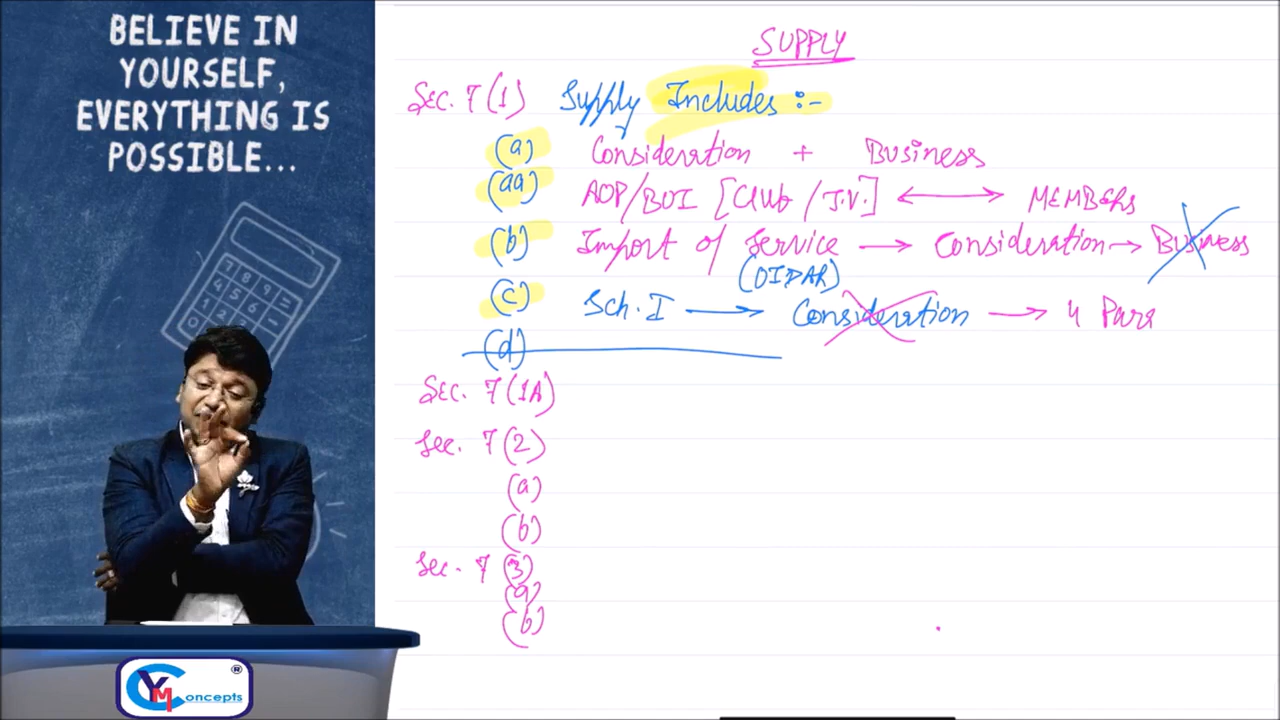 BELIEVE IN
YOURSELF,
EVERYTHING IS
POSSIBLE...
SUPPLY
Sec. 7(1) Supply Includes :-
(a) Consideration + Business
(aa) AOP/BOI [Club / J.V.] ⟷ MEMBERS
(b) Import of Service → Consideration → Business
(OIDAR)
(c) Sch. I → Consideration → 4 Para
(d)
Sec. 7(1A)
Sec. 7(2)
(a)
(b)
Sec. 7(3)
(a)
(b)
YM Concepts ®